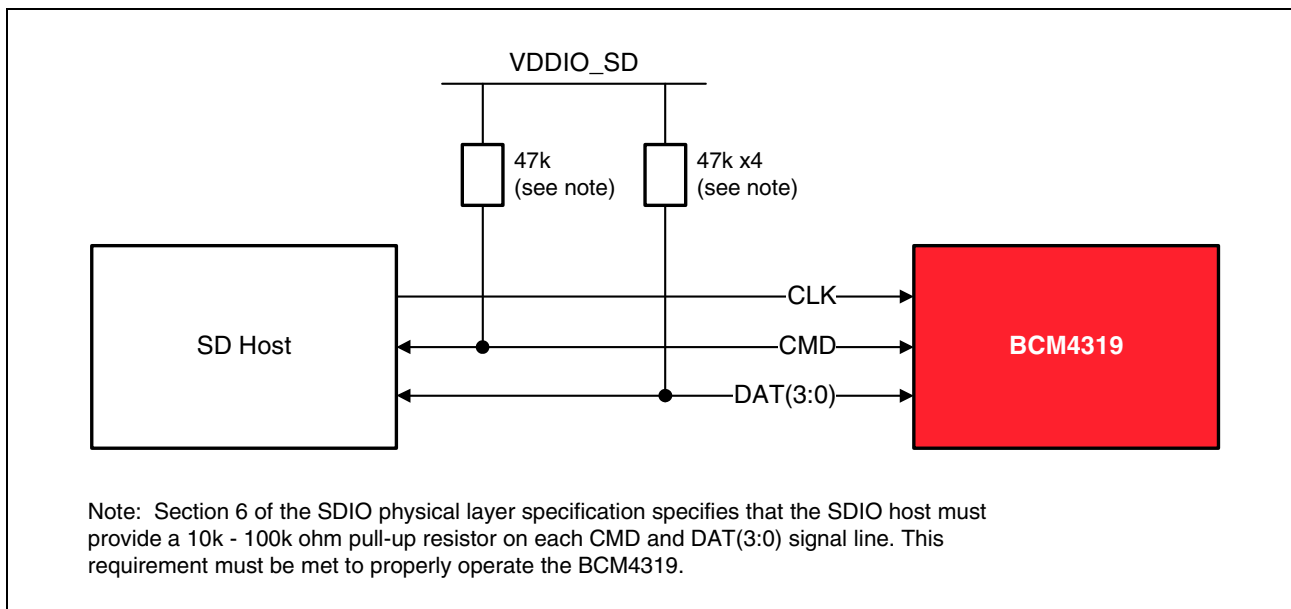 VDDIO_SD
47k
(see note)
47k x4
(see note)
CLK
SD Host
CMD
BCM4319
DAT(3:0)
Note: Section 6 of the SDIO physical layer specification specifies that the SDIO host must
provide a 10k - 100k ohm pull-up resistor on each CMD and DAT(3:0) signal line. This
requirement must be met to properly operate the BCM4319.